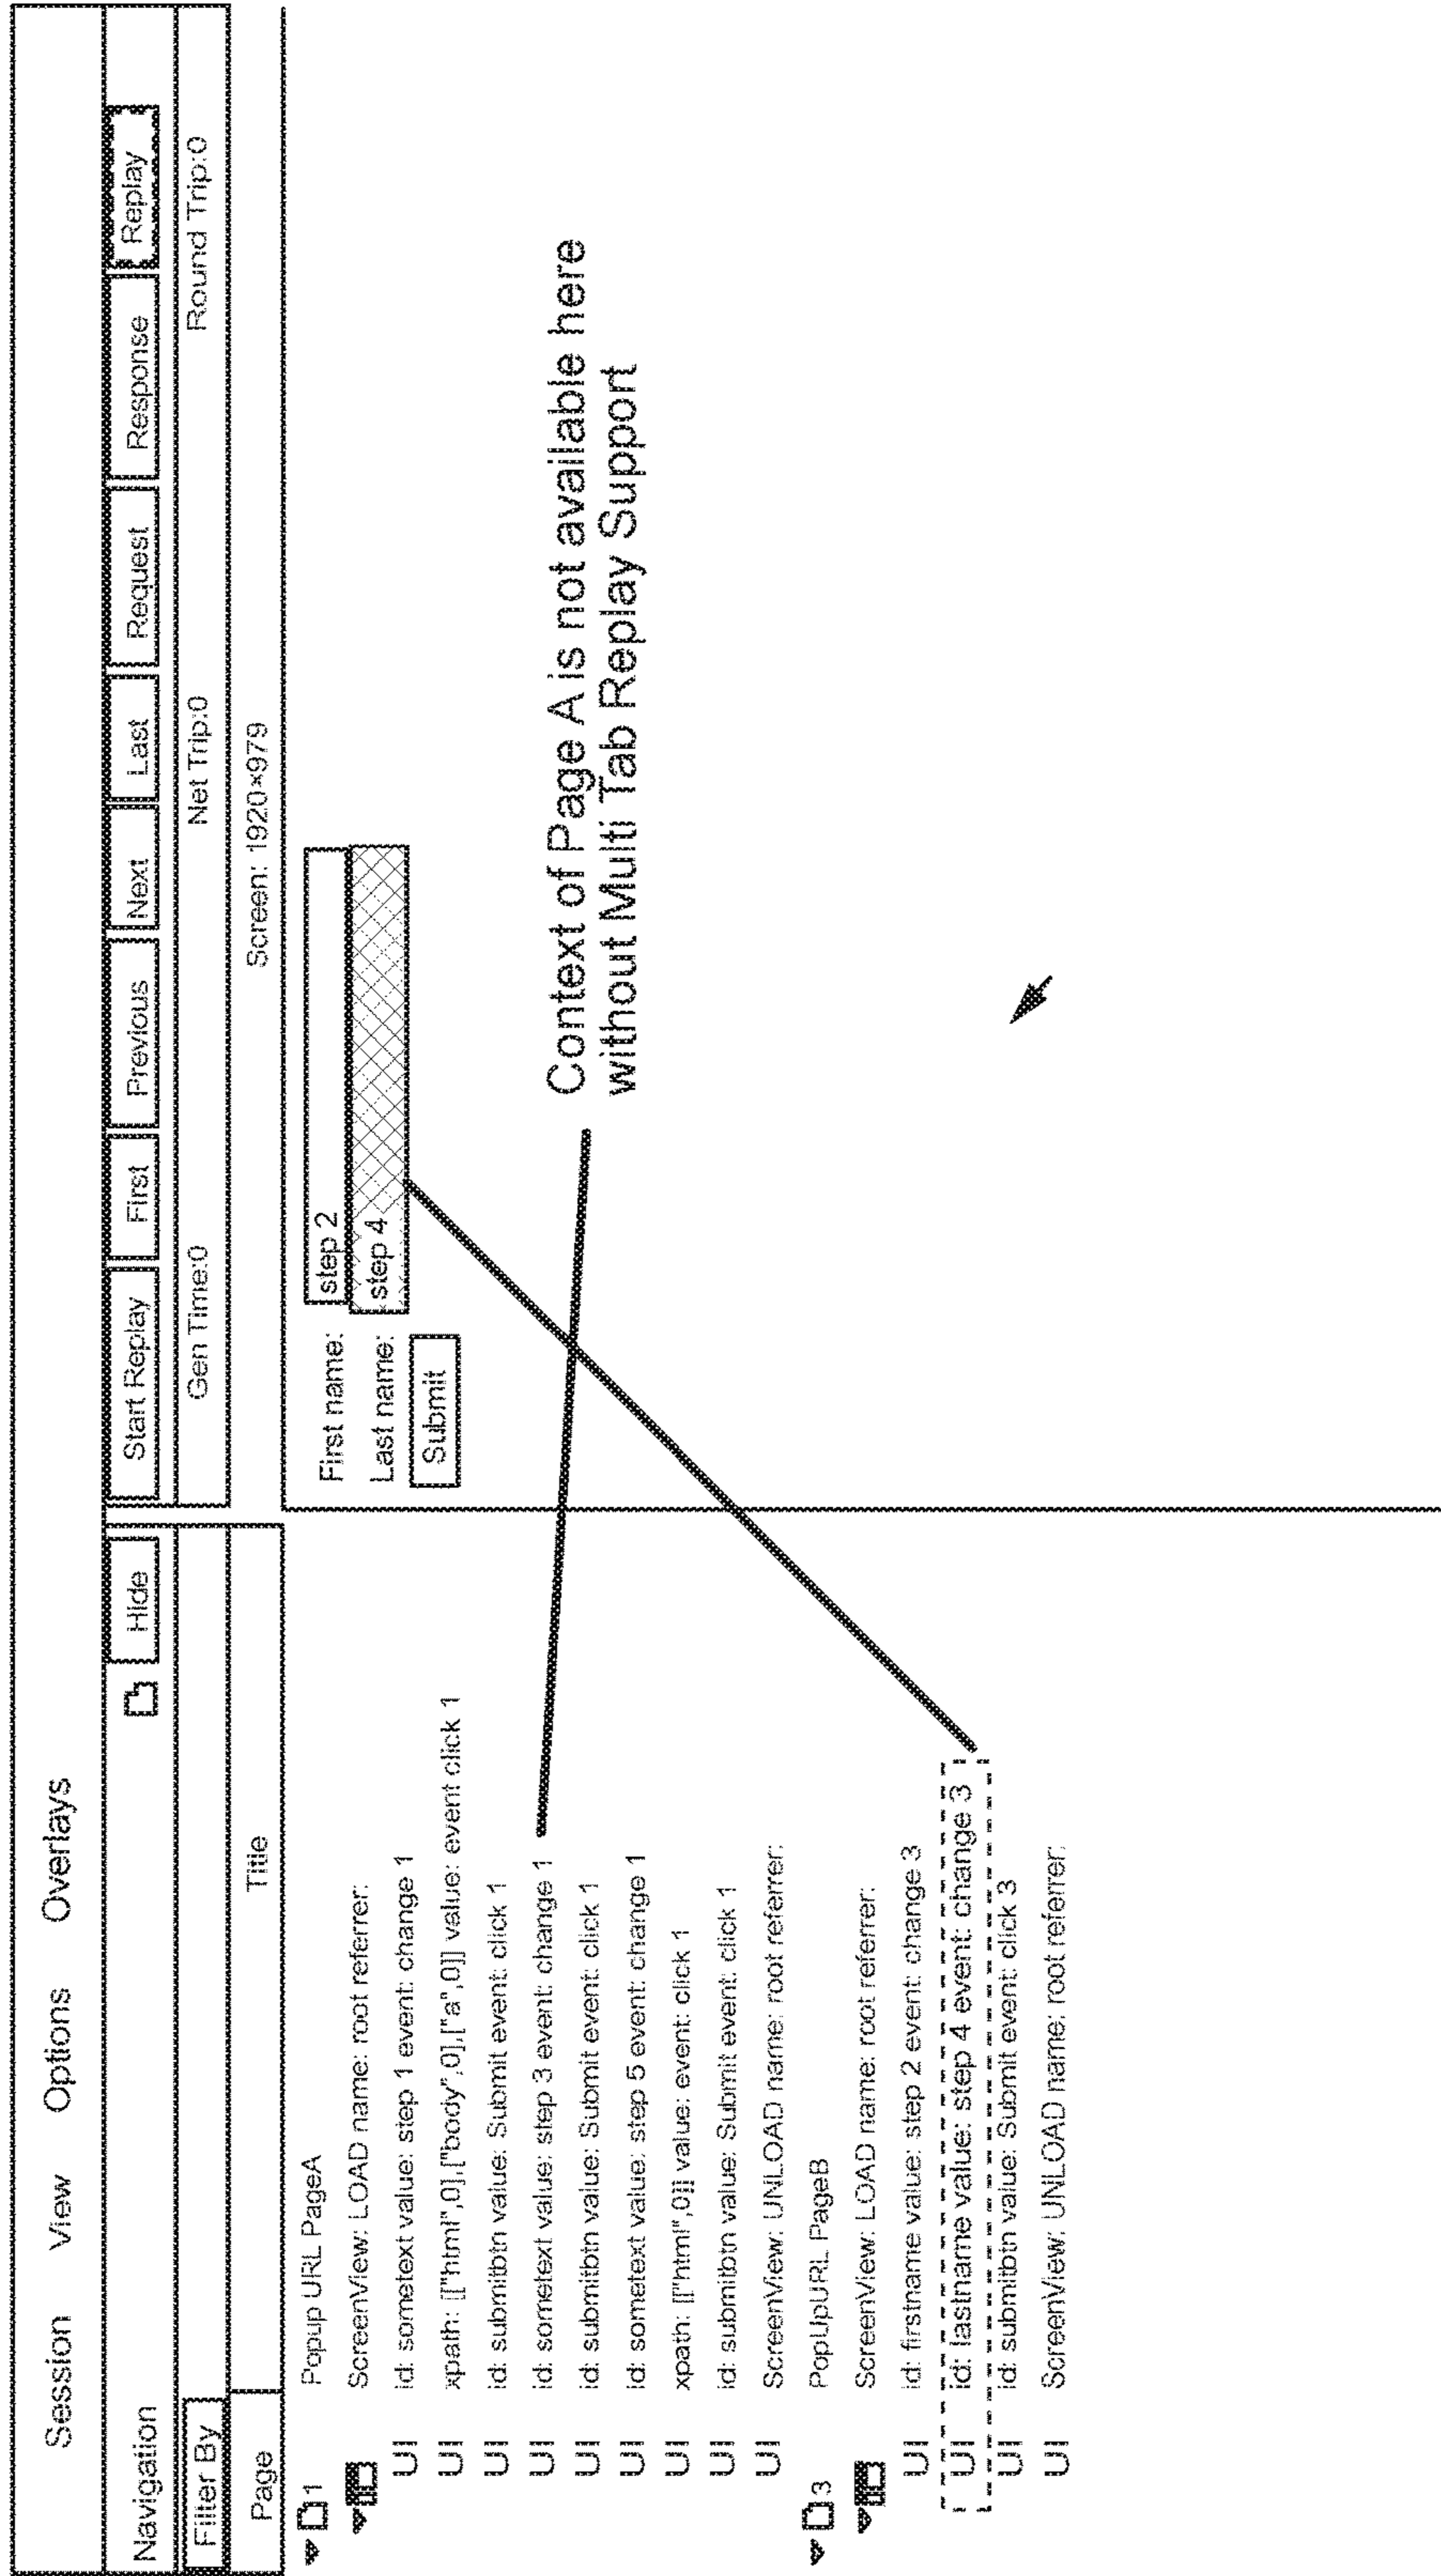 Session View Options Overlays
Navigation Hide Start Replay First Previous Next Last Request Response Replay
Filter By Gen Time:0 Net Trip:0 Round Trip:0
Page Title Screen: 1920×979
1 Popup URL PageA
ScreenView: LOAD name: root referrer:
UI id: sometext value: step 1 event: change 1
UI xpath: [["html",0],["body",0],["a",0]] value: event click 1
UI id: submitbtn value: Submit event: click 1
UI id: sometext value: step 3 event: change 1
UI id: submitbtn value: Submit event: click 1
UI id: sometext value: step 5 event: change 1
UI xpath: [["html",0]] value: event: click 1
UI id: submitbtn value: Submit event: click 1
UI ScreenView: UNLOAD name: root referrer:
3 PopUpURL PageB
ScreenView: LOAD name: root referrer:
UI id: firstname value: step 2 event: change 3
UI id: lastname value: step 4 event: change 3
UI id: submitbtn value: Submit event: click 3
UI ScreenView: UNLOAD name: root referrer:
First name: step 2
Last name: step 4
Submit
Context of Page A is not available here
without Multi Tab Replay Support